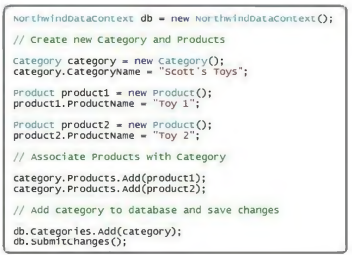 NorthwindDataContext db = new NorthwindDataContext();
// Create new Category and Products
Category category = new Category();
category.CategoryName = "Scott's Toys";
Product product1 = new Product();
product1.ProductName = "Toy 1";
Product product2 = new Product();
product2.ProductName = "Toy 2";
// Associate Products with Category
category.Products.Add(product1);
category.Products.Add(product2);
// Add category to database and save changes
db.Categories.Add(category);
db.SubmitChanges();